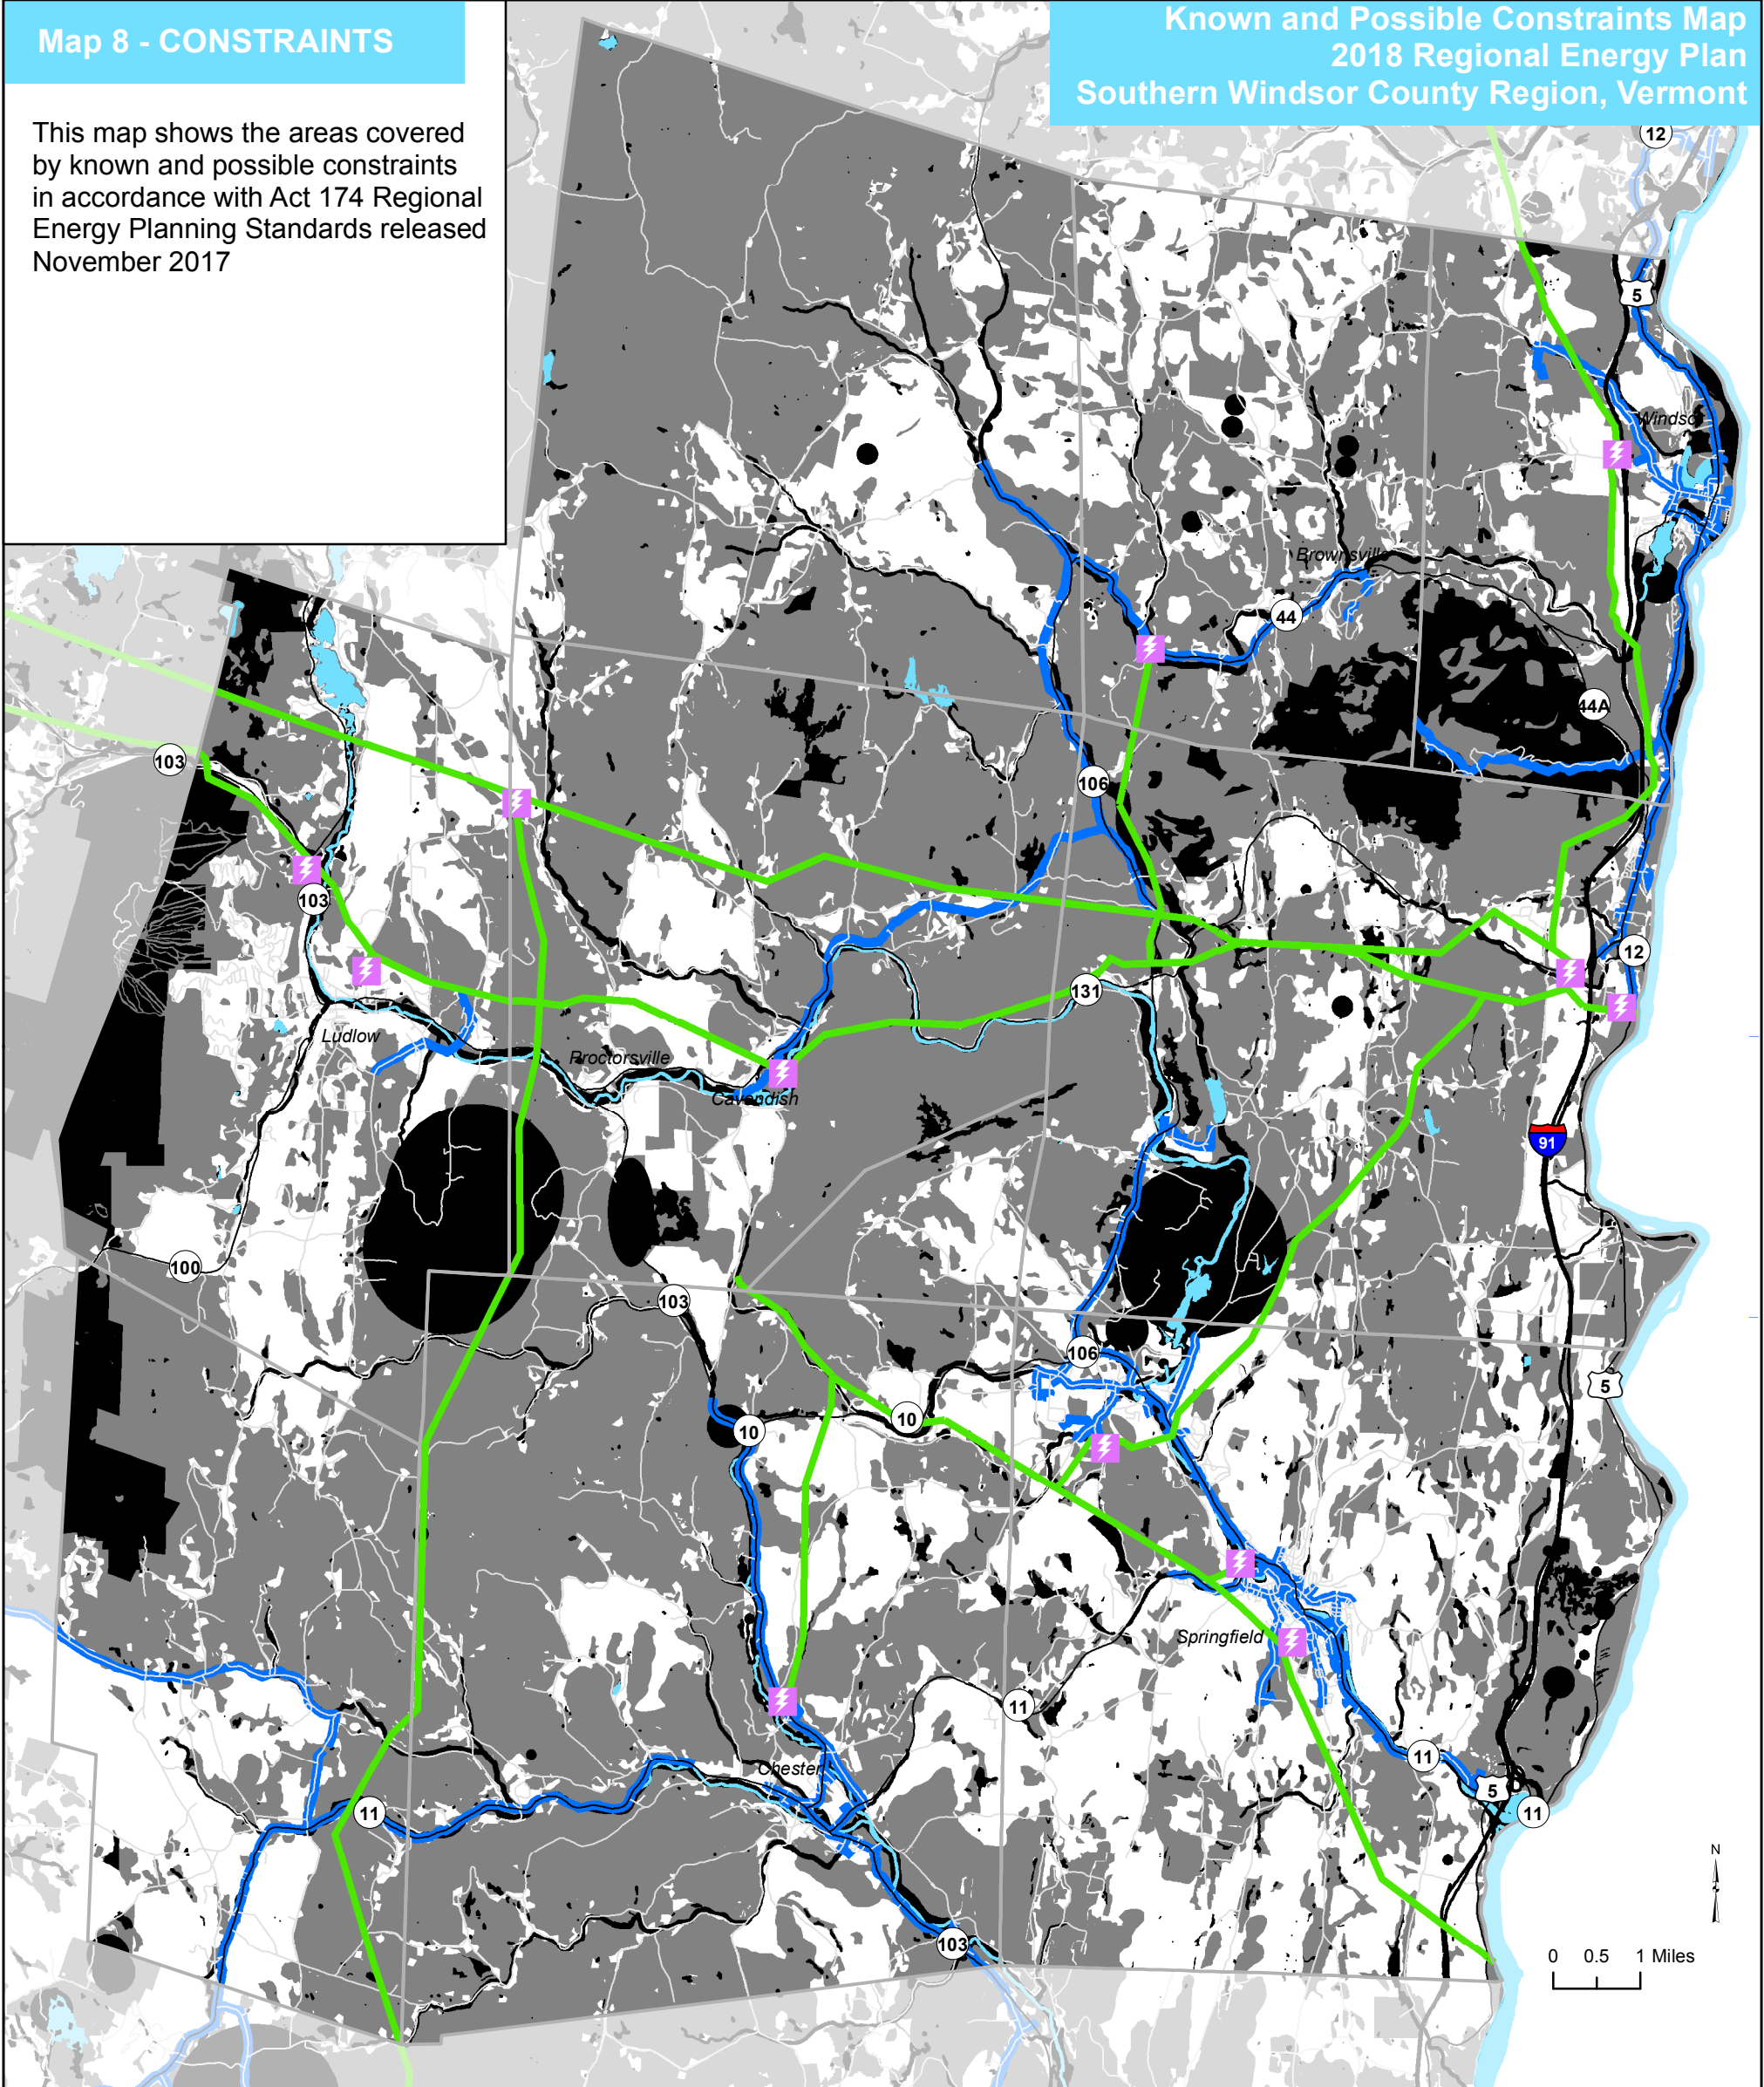 Map 8 - CONSTRAINTS
This map shows the areas covered
by known and possible constraints
in accordance with Act 174 Regional
Energy Planning Standards released
November 2017
Known and Possible Constraints Map
2018 Regional Energy Plan
Southern Windsor County Region, Vermont
12
5
Windsor
Brownsville
44
44A
103
106
103
12
131
Ludlow
Proctorsville
Cavendish
91
100
103
106
5
10
10
Springfield
11
11
Chester
5
11
11
N
103
0 0.5 1 Miles